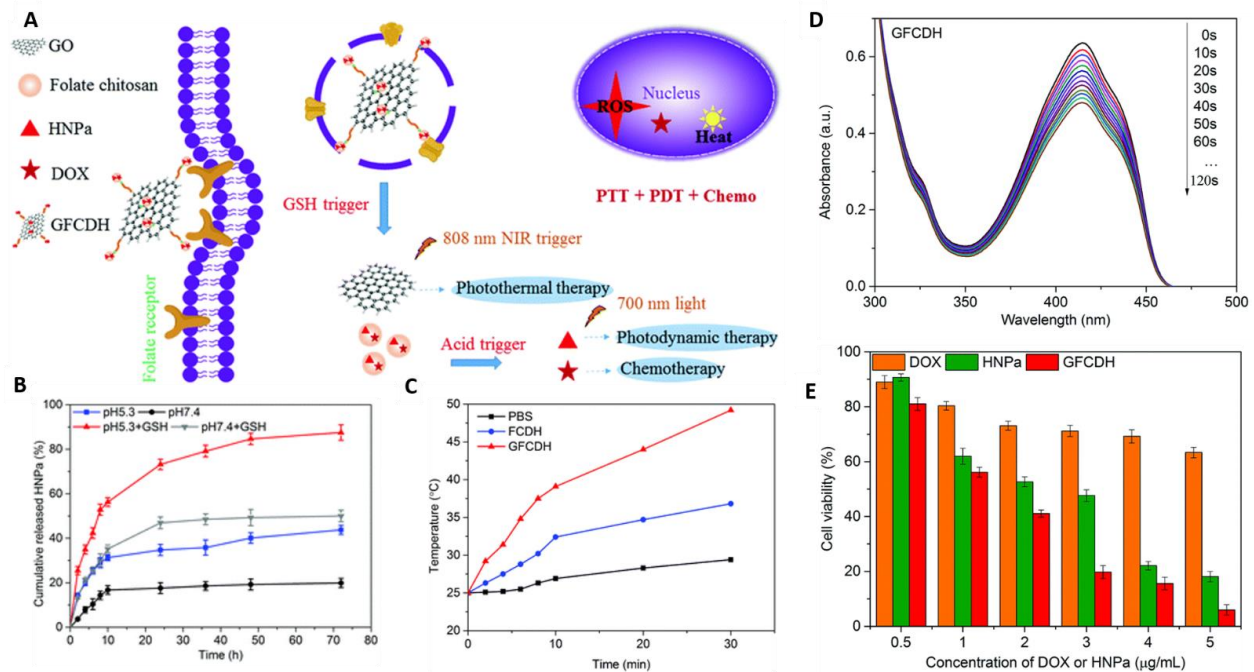 A
GO
Folate chitosan
HNPa
DOX
GFCDH
Folate receptor
GSH trigger
808 nm NIR trigger
Photothermal therapy
700 nm light
Acid trigger
Photodynamic therapy
Chemotherapy
Nucleus
ROS
Heat
PTT + PDT + Chemo
B
pH5.3
pH7.4
pH5.3+GSH
pH7.4+GSH
Cumulative released HNPa (%)
100
80
60
40
20
0
0 10 20 30 40 50 60 70 80
Time (h)
C
PBS
FCDH
GFCDH
Temperature (°C)
50
45
40
35
30
25
0 10 20 30
Time (min)
D
GFCDH
0s
10s
20s
30s
40s
50s
60s
...
120s
Absorbance (a.u.)
0.6
0.4
0.2
0.0
300 350 400 450 500
Wavelength (nm)
E
DOX HNPa GFCDH
Cell viability (%)
100
80
60
40
20
0
0.5 1 2 3 4 5
Concentration of DOX or HNPa (μg/mL)